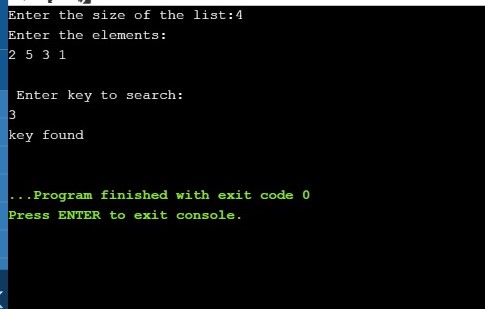 Enter the size of the list:4
Enter the elements:
2 5 3 1
Enter key to search:
3
key found
...Program finished with exit code 0
Press ENTER to exit console.